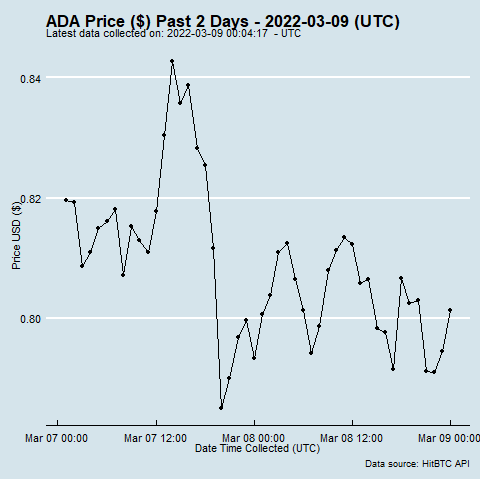 ADA Price ($) Past 2 Days - 2022-03-09 (UTC)
Latest data collected on: 2022-03-09 00:04:17 - UTC
0.84
0.82
0.80
Price USD ($)
Mar 07 00:00 Mar 07 12:00 Mar 08 00:00 Mar 08 12:00 Mar 09 00:00
Date Time Collected (UTC)
Data source: HitBTC API